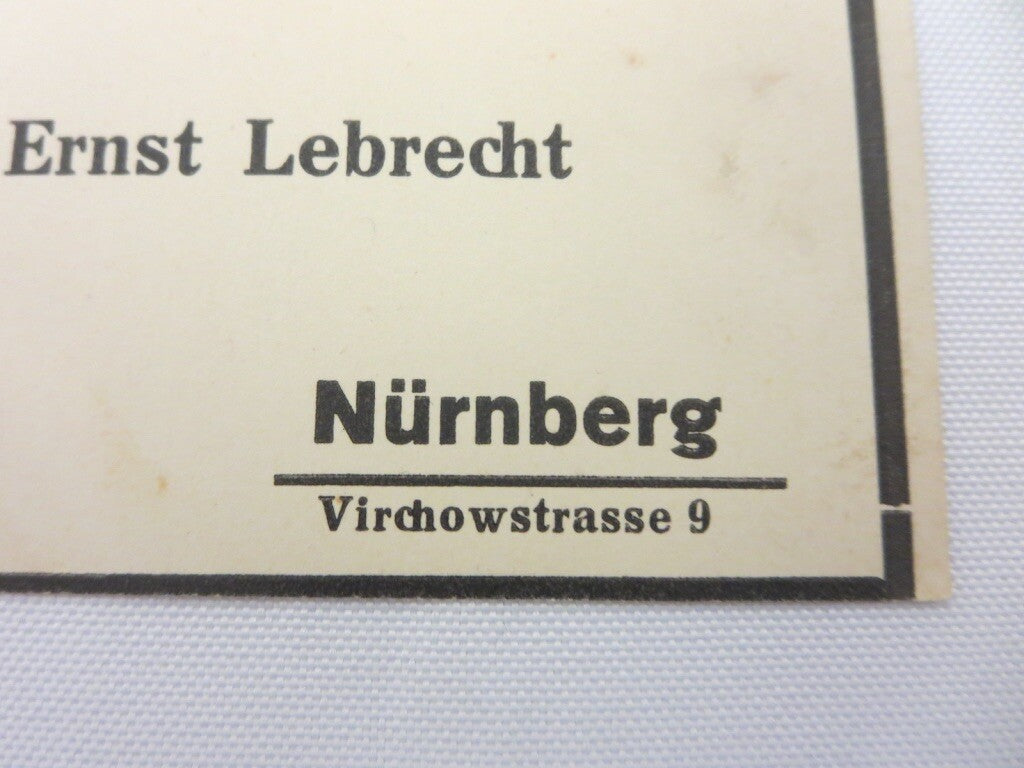 Ernst Lebrecht
Nürnberg
Virchowstrasse 9